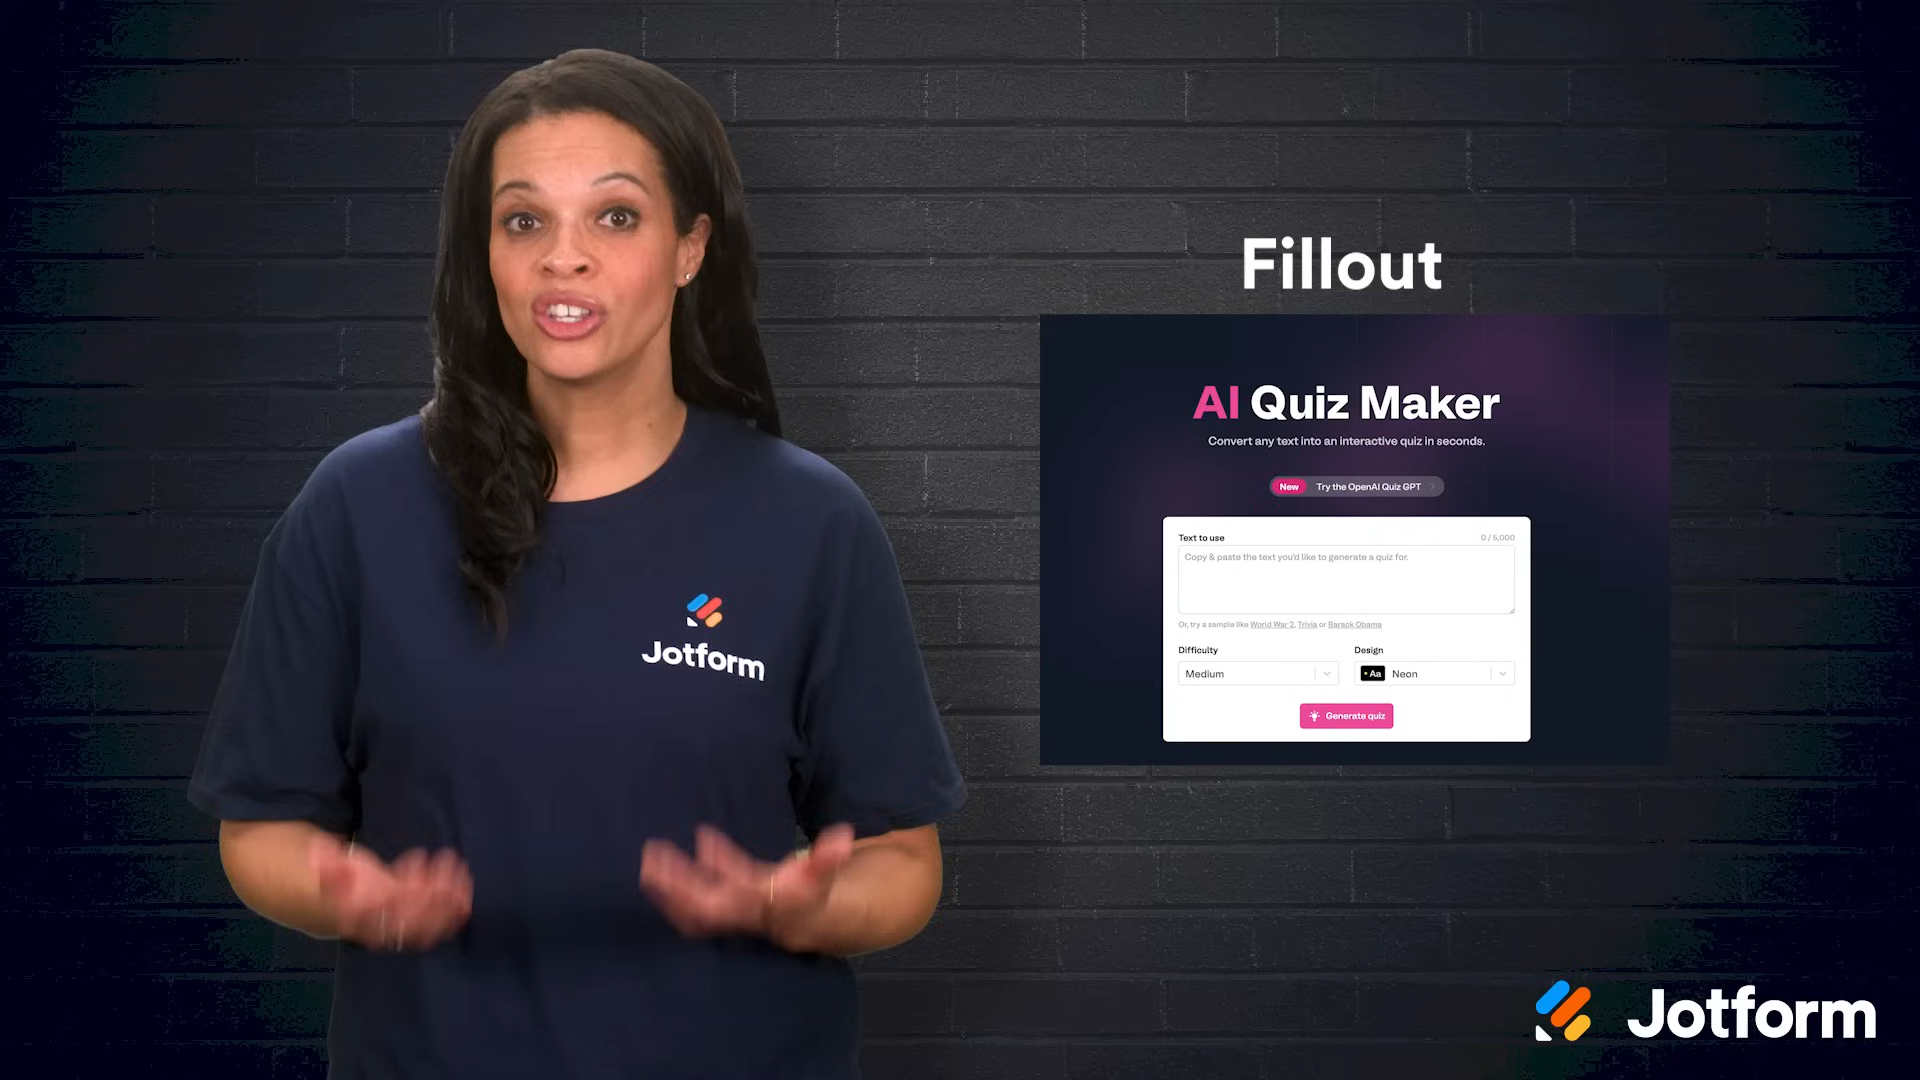 Fillout
AI Quiz Maker
Convert any text into an interactive quiz in seconds.
New Try the OpenAI Quiz GPT
Text to use 0 / 5,000
Copy & paste the text you'd like to generate a quiz for.
Or, try a sample like World War 2, Trivia or Barack Obama
Difficulty Design
Medium Aa Neon
Generate quiz
Jotform
Jotform